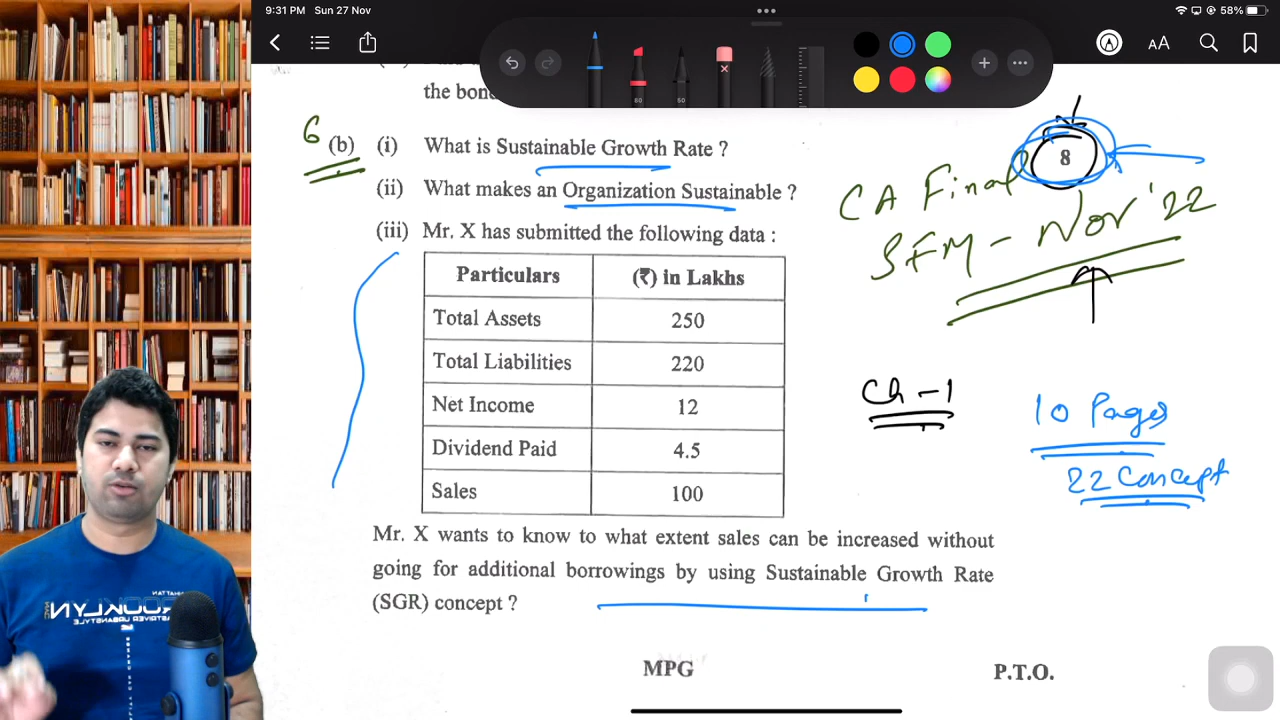 9:31 PM Sun 27 Nov
58%
AA
80
50
the bon
6 (b) (i) What is Sustainable Growth Rate ?
8
(ii) What makes an Organization Sustainable ?
CA Final
SFM - Nov '22
(iii) Mr. X has submitted the following data :
Particulars (₹) in Lakhs
Total Assets 250
Total Liabilities 220
Net Income 12
Dividend Paid 4.5
Sales 100
Ch-1
10 Pages
22 Concept
Mr. X wants to know to what extent sales can be increased without
going for additional borrowings by using Sustainable Growth Rate
(SGR) concept ?
MPG P.T.O.